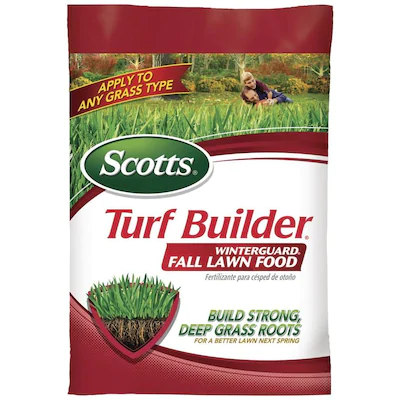 APPLY TO
ANY GRASS TYPE
Scotts®
Turf Builder®
WINTERGUARD®
FALL LAWN FOOD
Fertilizante para césped de otoño
BUILD STRONG,
DEEP GRASS ROOTS
FOR A BETTER LAWN NEXT SPRING